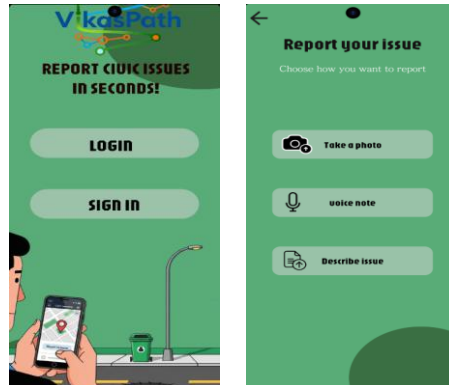 VikasPath
REPORT CIVIC ISSUES
IN SECONDS!
LOGIN
SIGN IN
Report your issue
Choose how you want to report
Take a photo
voice note
Describe issue